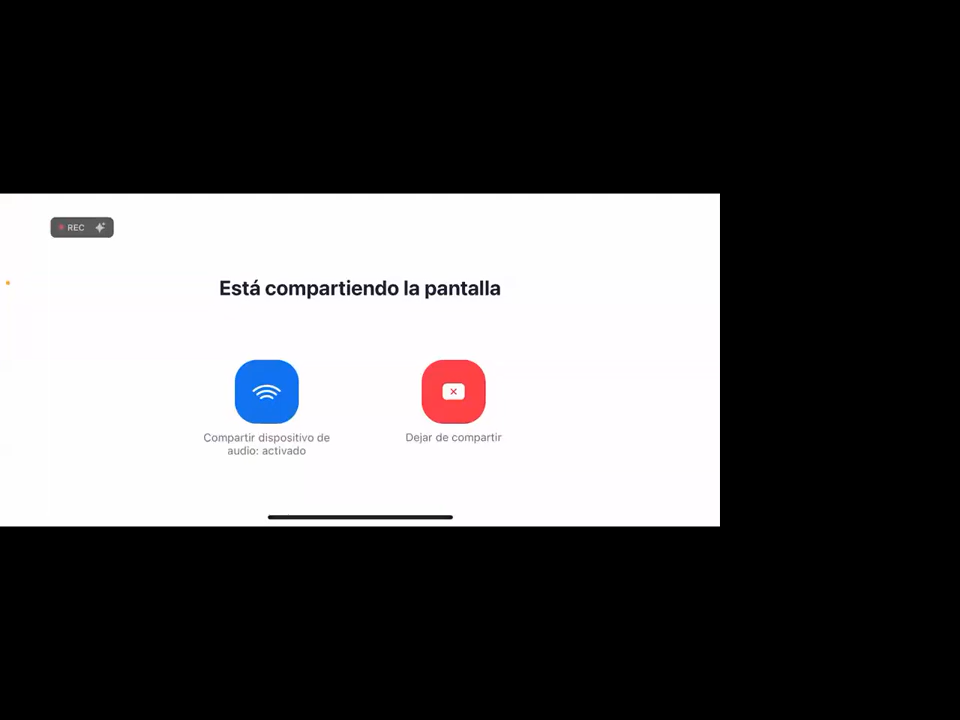 REC
Está compartiendo la pantalla
Compartir dispositivo de
audio: activado
Dejar de compartir